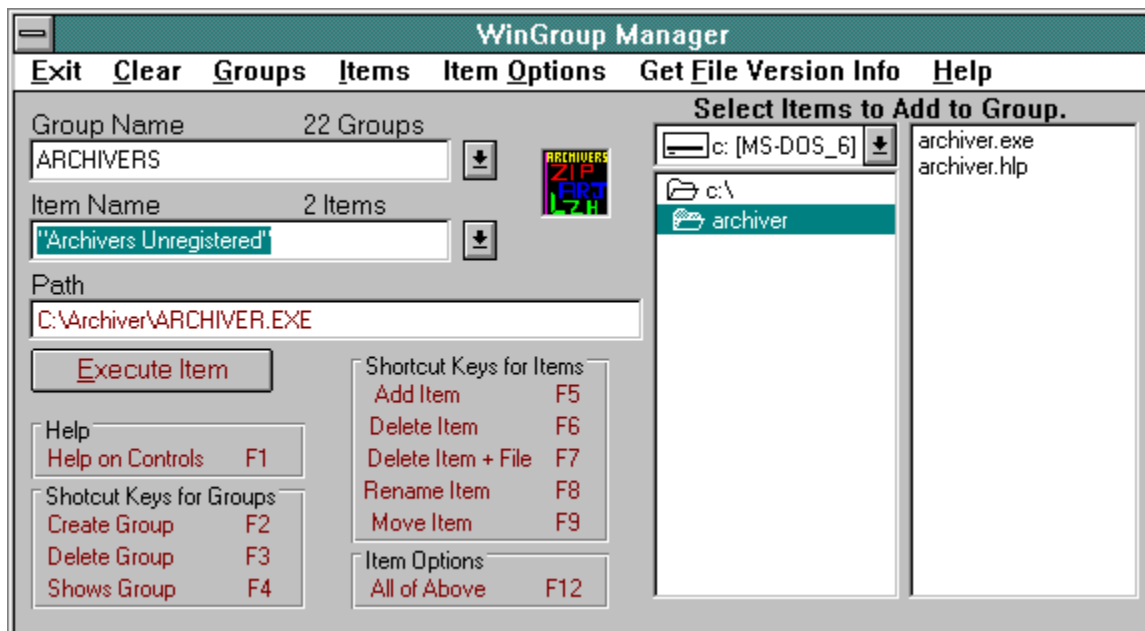 WinGroup Manager
Exit Clear Groups Items Item Options Get File Version Info Help
Group Name 22 Groups
ARCHIVERS
Item Name 2 Items
"Archivers Unregistered"
Path
C:\Archiver\ARCHIVER.EXE
Execute Item
Help
Help on Controls F1
Shotcut Keys for Groups
Create Group F2
Delete Group F3
Shows Group F4
Shortcut Keys for Items
Add Item F5
Delete Item F6
Delete Item + File F7
Rename Item F8
Move Item F9
Item Options
All of Above F12
ARCHIVERS
ZIP
ARJ
LZH
Select Items to Add to Group.
c: [MS-DOS_6]
c:\
archiver
archiver.exe
archiver.hlp